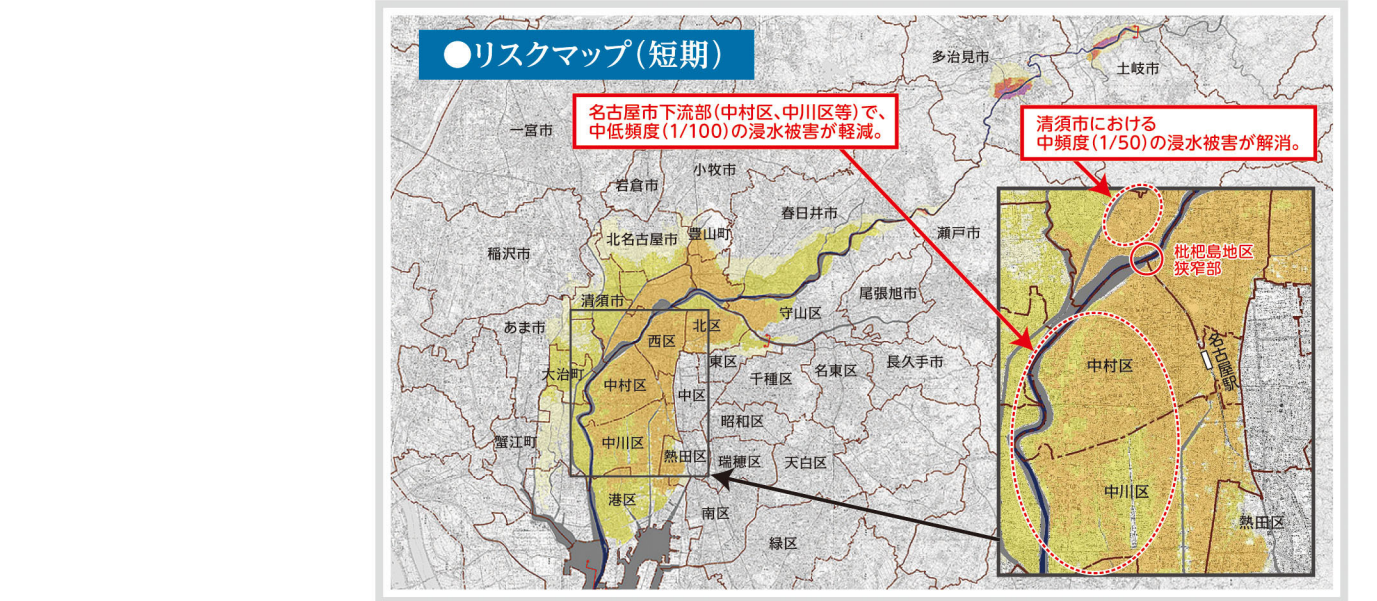 ●リスクマップ（短期）
多治見市
土岐市
名古屋市下流部（中村区、中川区等）で、
中低頻度（1/100）の浸水被害が軽減。
清須市における
中頻度（1/50）の浸水被害が解消。
一宮市
小牧市
岩倉市
春日井市
豊山町
北名古屋市
瀬戸市
稲沢市
枇杷島地区
狭窄部
清須市
尾張旭市
守山区
あま市
北区
西区
名古屋駅
東区
長久手市
中村区
大治町
千種区
名東区
中村区
中区
昭和区
蟹江町
中川区
熱田区
瑞穂区
天白区
中川区
港区
南区
熱田区
緑区